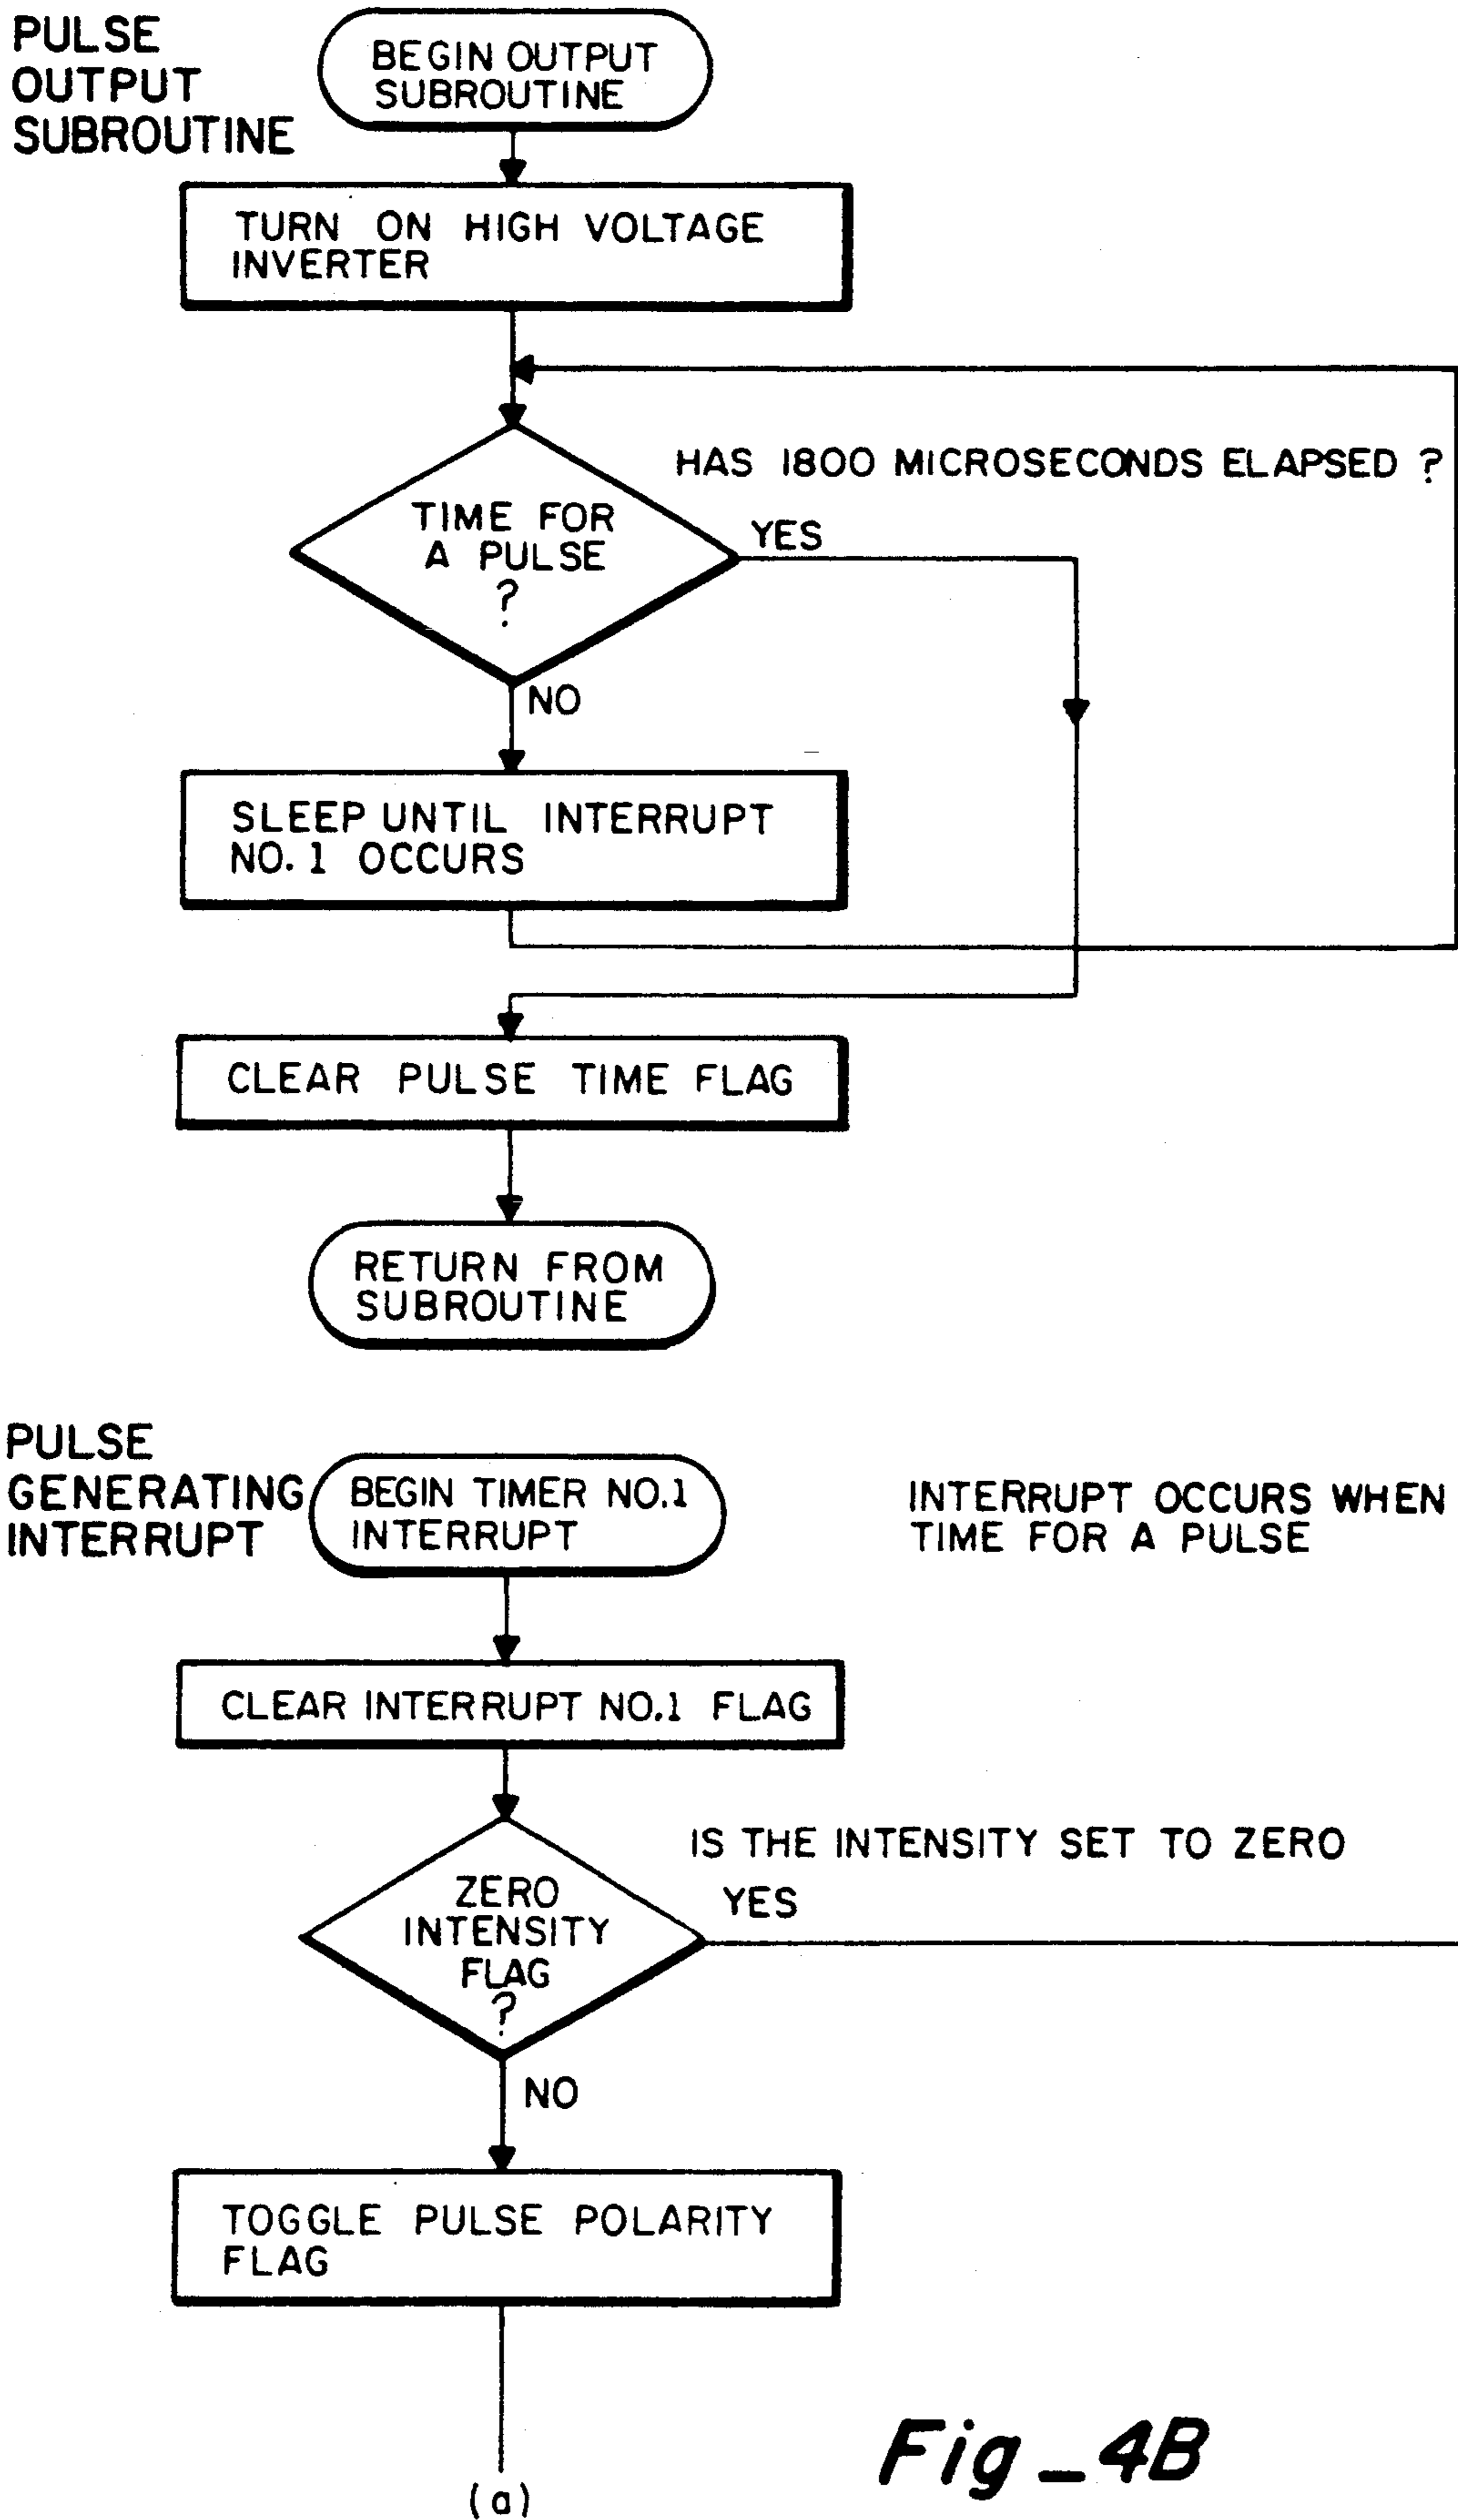 PULSE
OUTPUT
SUBROUTINE
BEGIN OUTPUT
SUBROUTINE
TURN ON HIGH VOLTAGE
INVERTER
HAS 1800 MICROSECONDS ELAPSED ?
TIME FOR
A PULSE
?
YES
NO
SLEEP UNTIL INTERRUPT
NO. 1 OCCURS
CLEAR PULSE TIME FLAG
RETURN FROM
SUBROUTINE
PULSE
GENERATING
INTERRUPT
BEGIN TIMER NO.1
INTERRUPT
INTERRUPT OCCURS WHEN
TIME FOR A PULSE
CLEAR INTERRUPT NO.1 FLAG
IS THE INTENSITY SET TO ZERO
YES
ZERO
INTENSITY
FLAG
?
NO
TOGGLE PULSE POLARITY
FLAG
(a)
Fig_4B